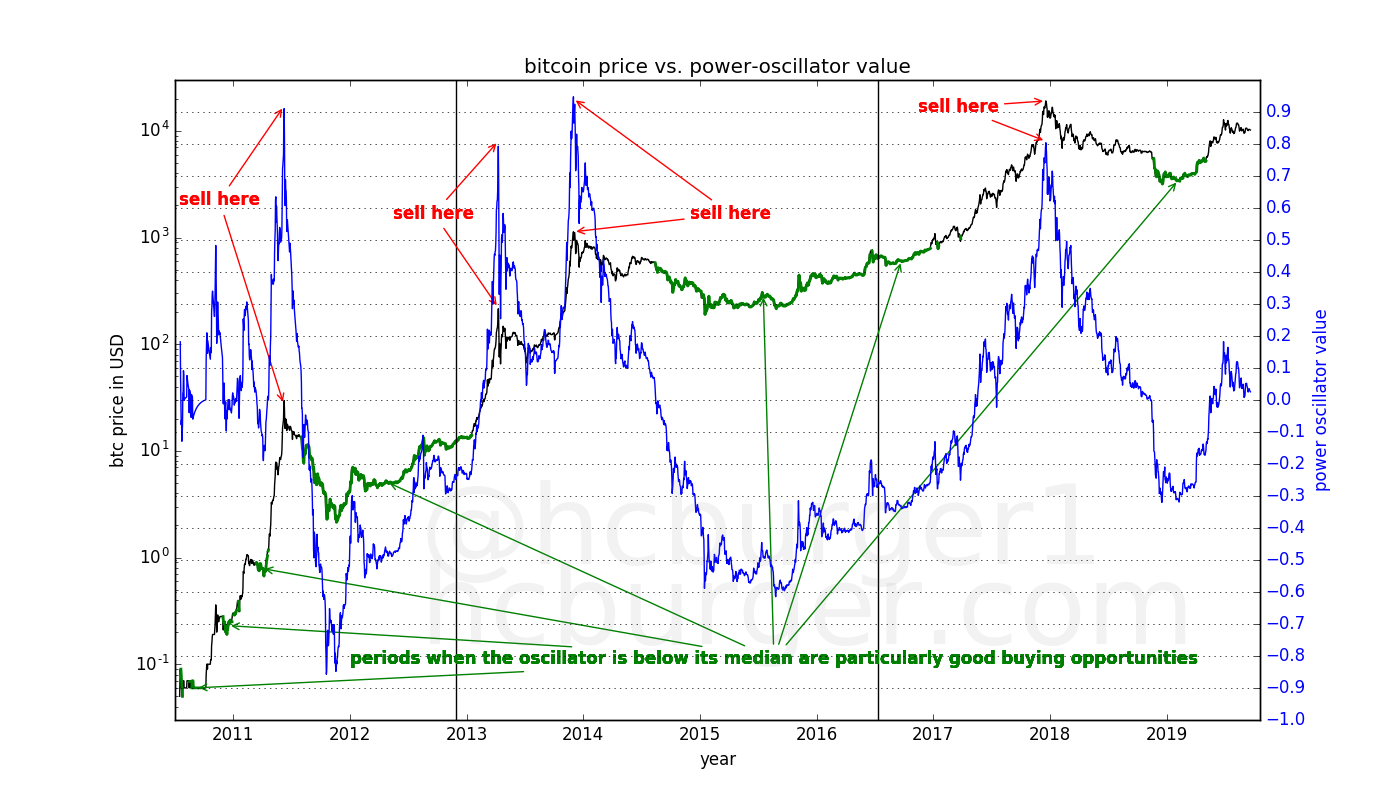 bitcoin price vs. power-oscillator value
sell here
sell here
sell here
sell here
10^4
10^3
10^2
10^1
10^0
10^-1
btc price in USD
0.9
0.8
0.7
0.6
0.5
0.4
0.3
0.2
0.1
0.0
−0.1
−0.2
−0.3
−0.4
−0.5
−0.6
−0.7
−0.8
−0.9
−1.0
power oscillator value
@hcburger1
hcburger.com
periods when the oscillator is below its median are particularly good buying opportunities
2011 2012 2013 2014 2015 2016 2017 2018 2019
year